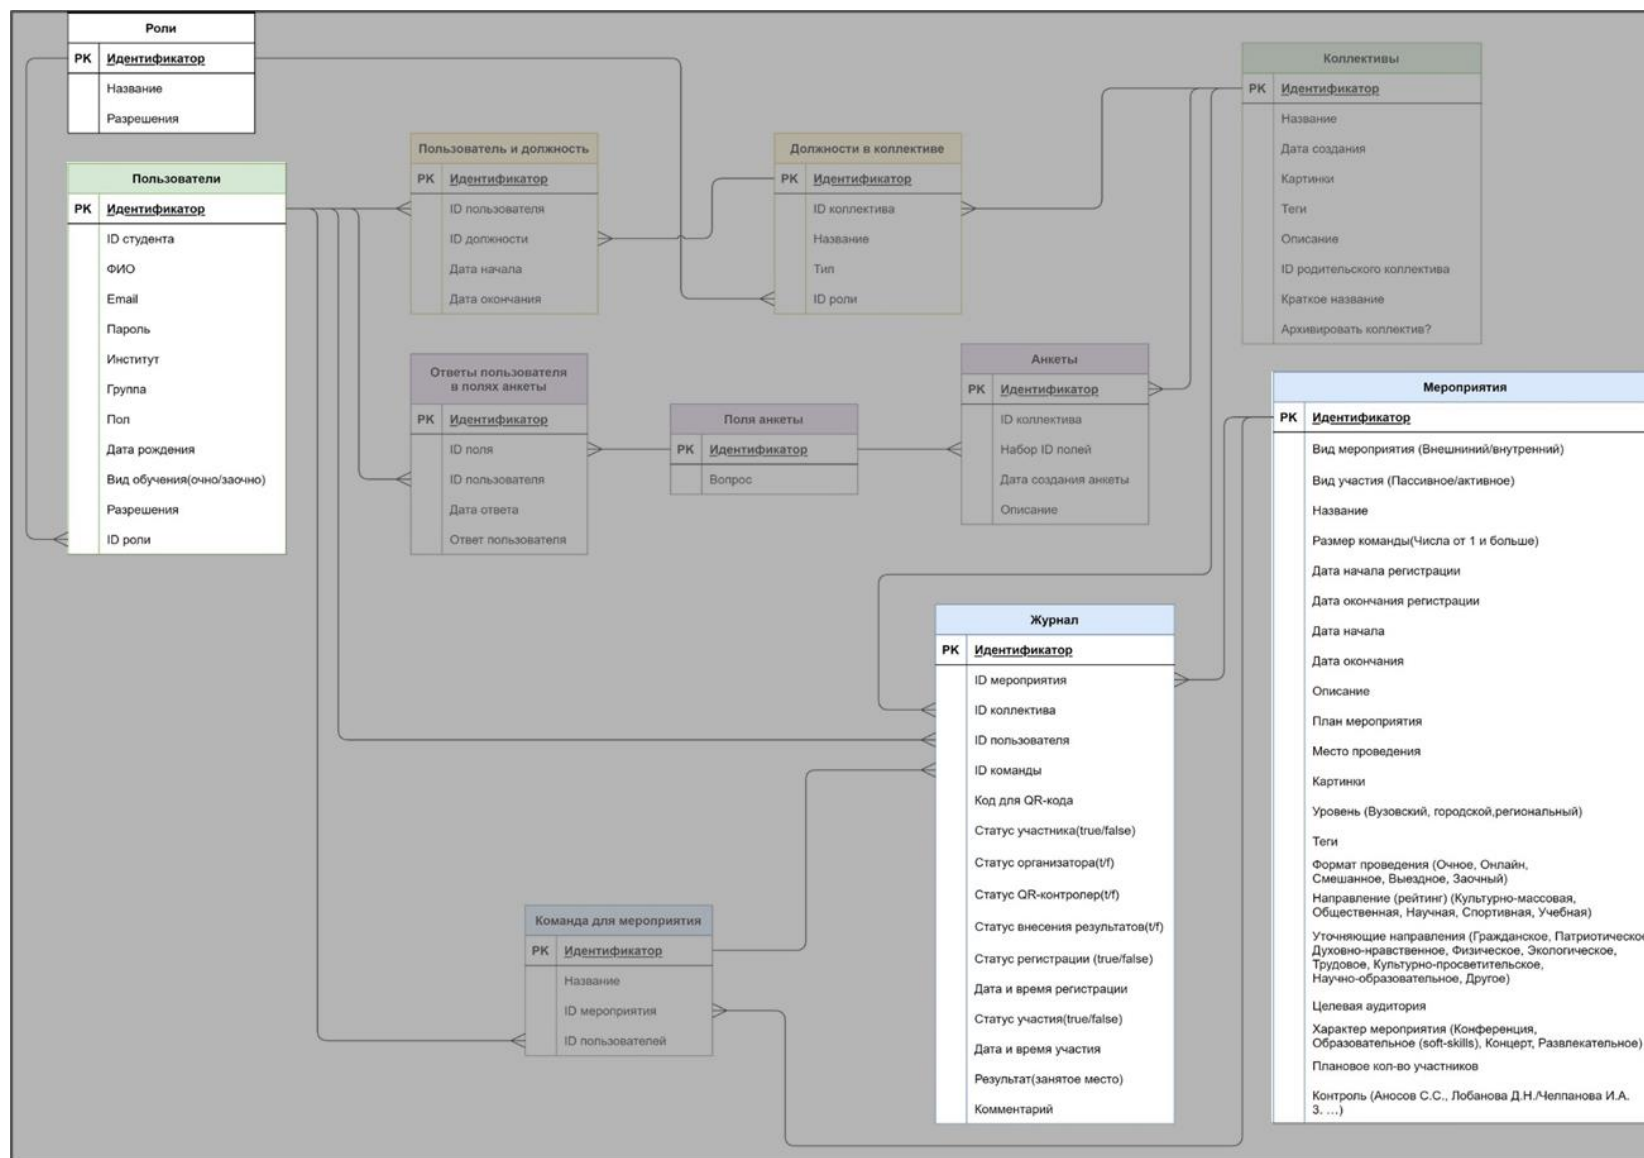 Роли
PK Идентификатор
Название
Разрешения
Пользователи
PK Идентификатор
ID студента
ФИО
Email
Пароль
Институт
Группа
Пол
Дата рождения
Вид обучения(очно/заочно)
Разрешения
ID роли
Пользователь и должность
PK Идентификатор
ID пользователя
ID должности
Дата начала
Дата окончания
Должности в коллективе
PK Идентификатор
ID коллектива
Название
Тип
ID роли
Коллективы
PK Идентификатор
Название
Дата создания
Картинки
Теги
Описание
ID родительского коллектива
Краткое название
Архивировать коллектив?
Ответы пользователя
в полях анкеты
PK Идентификатор
ID поля
ID пользователя
Дата ответа
Ответ пользователя
Поля анкеты
PK Идентификатор
Вопрос
Анкеты
PK Идентификатор
ID коллектива
Набор ID полей
Дата создания анкеты
Описание
Мероприятия
PK Идентификатор
Вид мероприятия (Внешниний/внутренний)
Вид участия (Пассивное/активное)
Название
Размер команды(Числа от 1 и больше)
Дата начала регистрации
Дата окончания регистрации
Дата начала
Дата окончания
Описание
План мероприятия
Место проведения
Картинки
Уровень (Вузовский, городской,региональный)
Теги
Формат проведения (Очное, Онлайн,
Смешанное, Выездное, Заочный)
Направление (рейтинг) (Культурно-массовая,
Общественная, Научная, Спортивная, Учебная)
Уточняющие направления (Гражданское, Патриотическое
Духовно-нравственное, Физическое, Экологическое,
Трудовое, Культурно-просветительское,
Научно-образовательное, Другое)
Целевая аудитория
Характер мероприятия (Конференция,
Образовательное (soft-skills), Концерт, Развлекательное)
Плановое кол-во участников
Контроль (Аносов С.С., Лобанова Д.Н./Челпанова И.А.
3. ...)
Журнал
PK Идентификатор
ID мероприятия
ID коллектива
ID пользователя
ID команды
Код для QR-кода
Статус участника(true/false)
Статус организатора(t/f)
Статус QR-контролер(t/f)
Статус внесения результатов(t/f)
Статус регистрации (true/false)
Дата и время регистрации
Статус участия(true/false)
Дата и время участия
Результат(занятое место)
Комментарий
Команда для мероприятия
PK Идентификатор
Название
ID мероприятия
ID пользователей